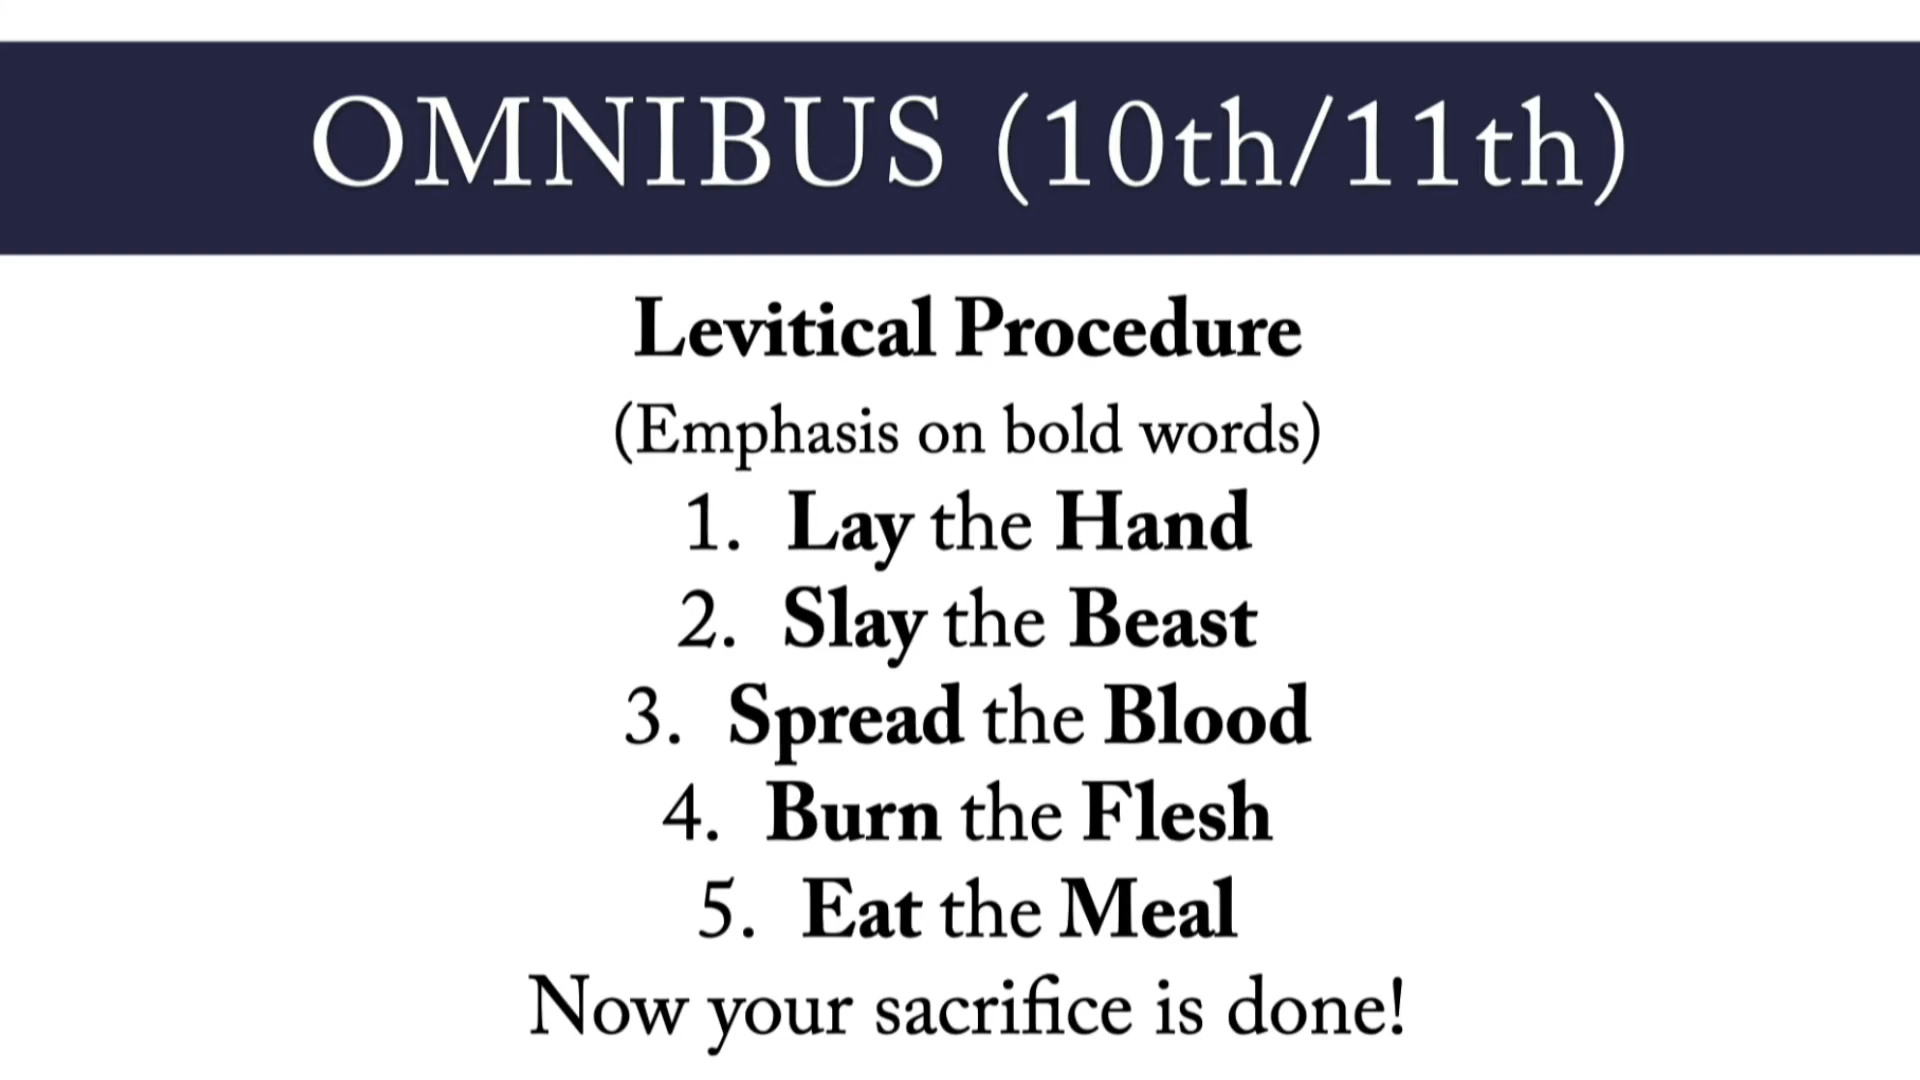 OMNIBUS (10th/11th)
Levitical Procedure
(Emphasis on bold words)
1. Lay the Hand
2. Slay the Beast
3. Spread the Blood
4. Burn the Flesh
5. Eat the Meal
Now your sacrifice is done!